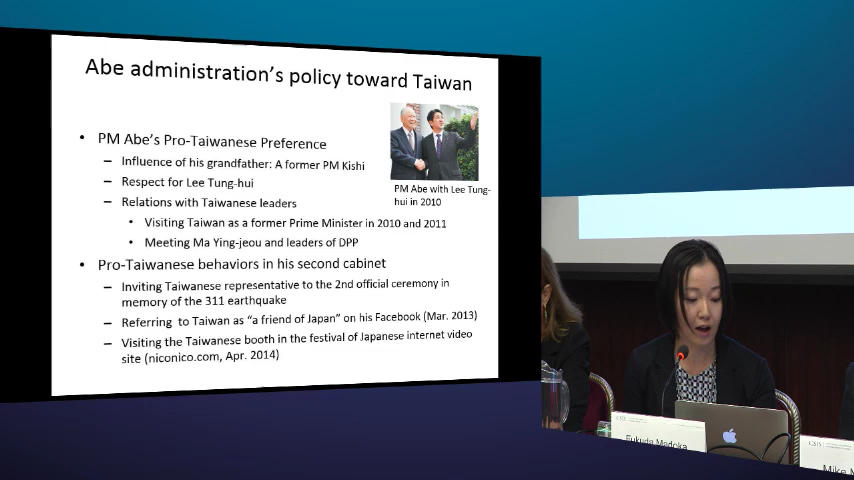 Abe administration's policy toward Taiwan
• PM Abe's Pro-Taiwanese Preference
– Influence of his grandfather: A former PM Kishi
– Respect for Lee Tung-hui
– Relations with Taiwanese leaders
• Visiting Taiwan as a former Prime Minister in 2010 and 2011
• Meeting Ma Ying-jeou and leaders of DPP
PM Abe with Lee Tung-
hui in 2010
• Pro-Taiwanese behaviors in his second cabinet
– Inviting Taiwanese representative to the 2nd official ceremony in
memory of the 311 earthquake
– Referring to Taiwan as "a friend of Japan" on his Facebook (Mar. 2013)
– Visiting the Taiwanese booth in the festival of Japanese internet video
site (niconico.com, Apr. 2014)
CSIS
Fukuda Madoka
CSIS
Mike